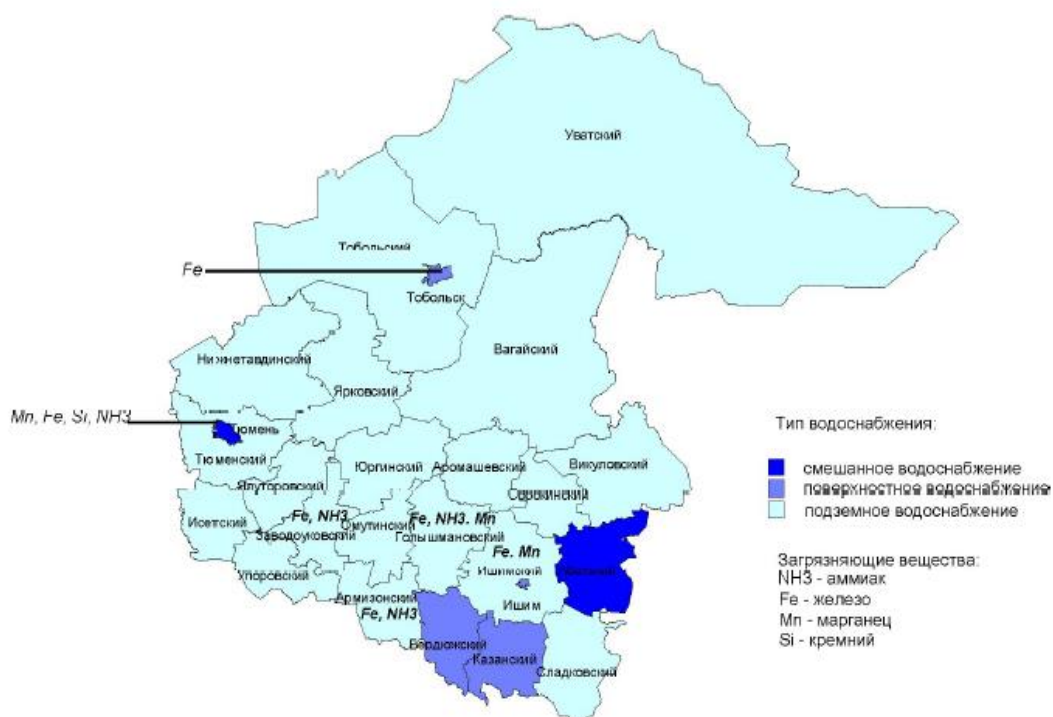 Уватский
Тобольский
Fe
Тобольск
Вагайский
Нижнетавдинский
Ярковский
Mn, Fe, Si, NH3
Тюмень
Тюменский
Юргинский
Аромашевский
Викуловский
Ялуторовский
Сорокинский
Исетский
Fe, NH3
Омутинский
Fe, NH3. Mn
Заводоуковский
Голышмановский
Fe. Mn
Упоровский
Ишимский
Армизонский
Ишим
Fe, NH3
Бердюжский
Казанский
Сладковский
Тип водоснабжения:
смешанное водоснабжение
поверхностное водоснабжение
подземное водоснабжение
Загрязняющие вещества:
NH3 - аммиак
Fe - железо
Mn - марганец
Si - кремний